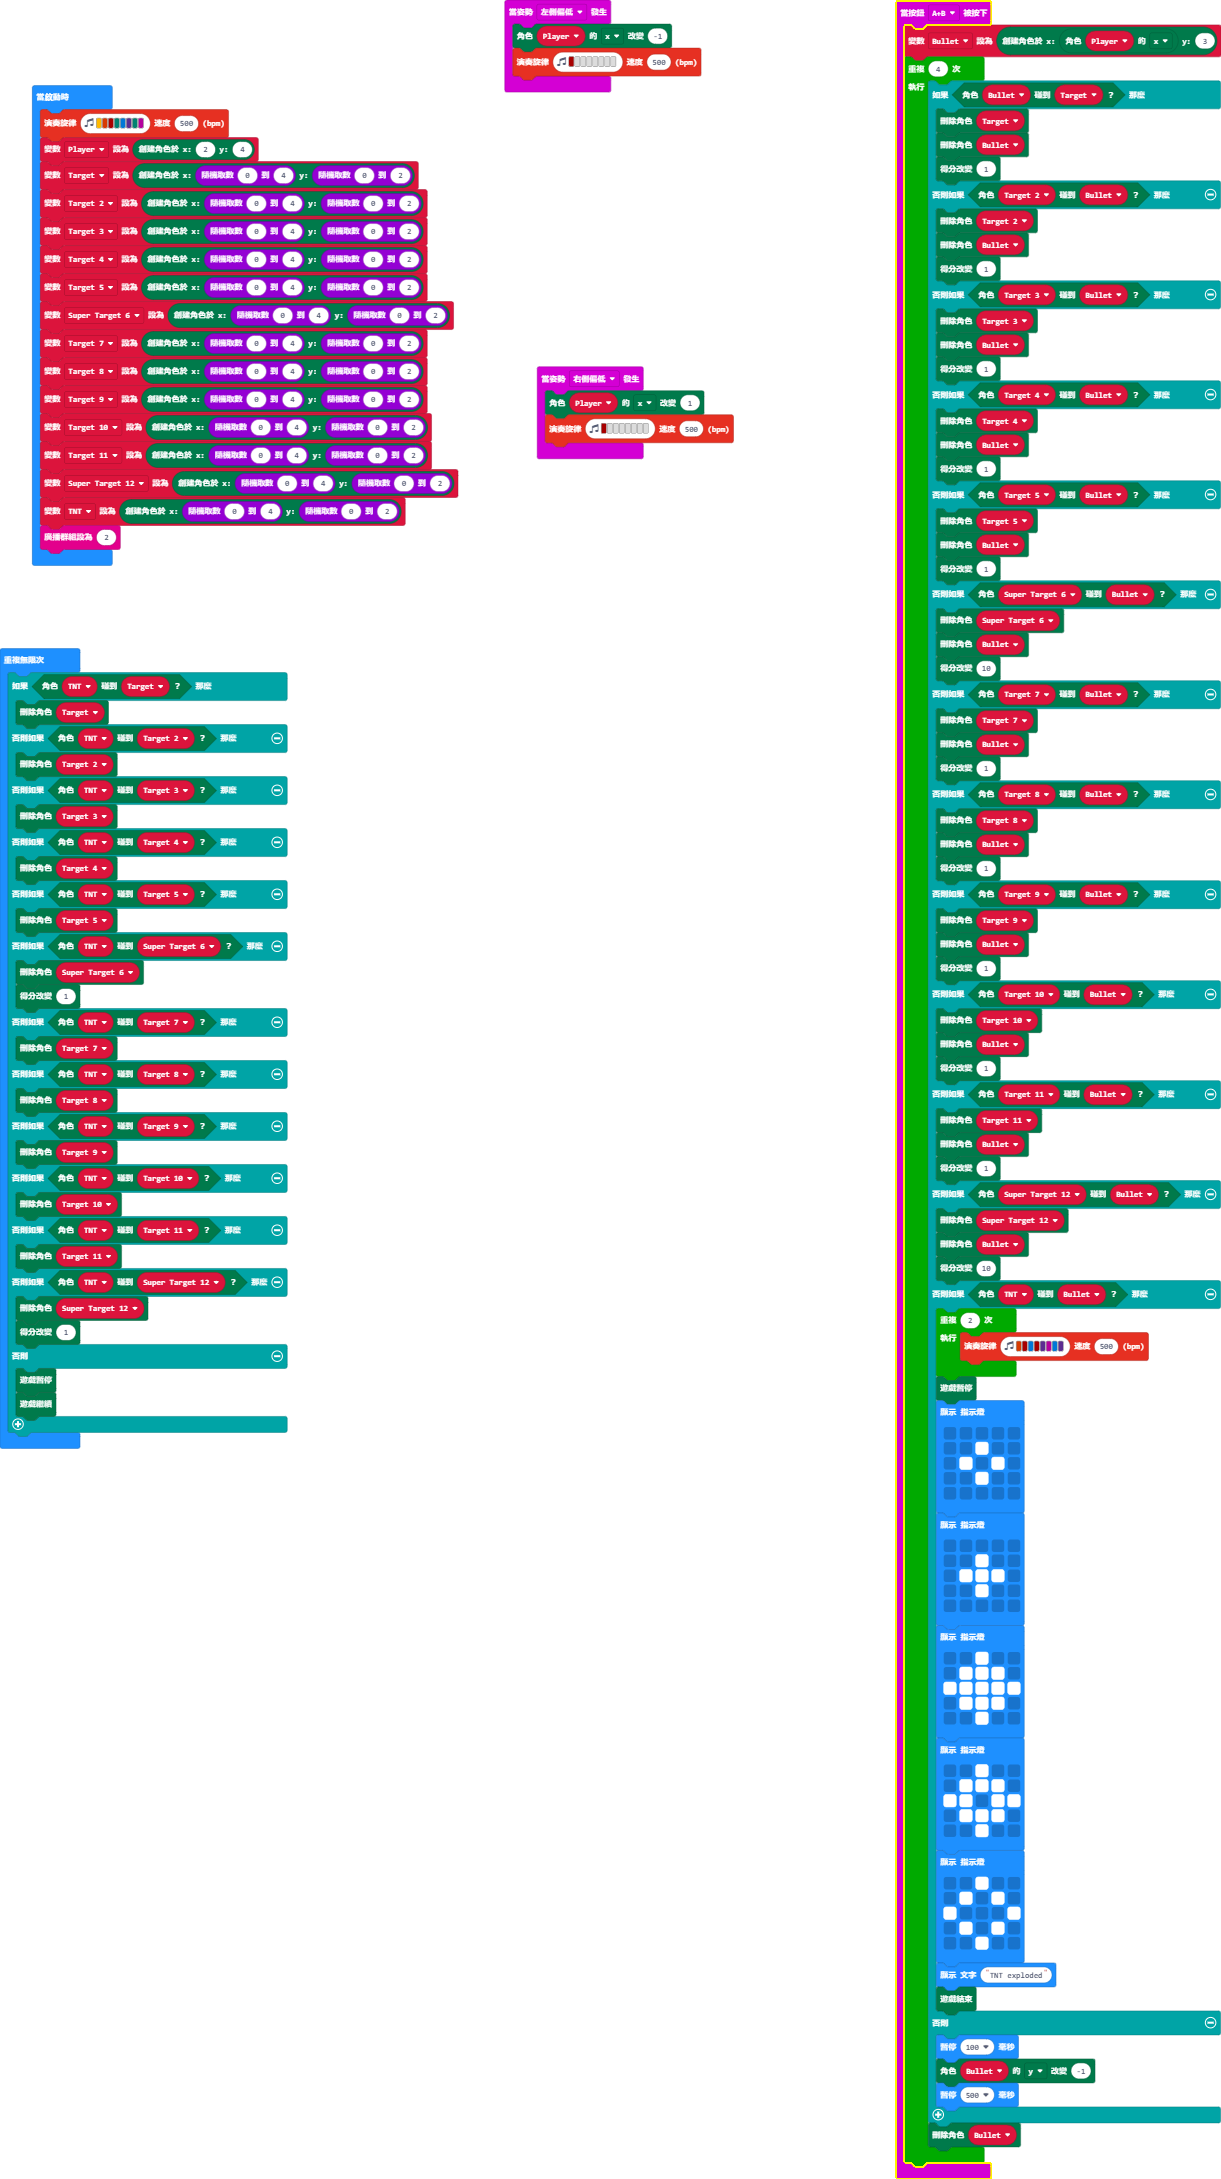 當姿勢 左側偏低 發生
角色 Player 的 x 改變 -1
演奏旋律 速度 500 (bpm)
當啟動時
演奏旋律 速度 500 (bpm)
變數 Player 設為 創建角色於 x: 2 y: 4
變數 Target 設為 創建角色於 x: 隨機取數 0 到 4 y: 隨機取數 0 到 2
變數 Target 2 設為 創建角色於 x: 隨機取數 0 到 4 y: 隨機取數 0 到 2
變數 Target 3 設為 創建角色於 x: 隨機取數 0 到 4 y: 隨機取數 0 到 2
變數 Target 4 設為 創建角色於 x: 隨機取數 0 到 4 y: 隨機取數 0 到 2
變數 Target 5 設為 創建角色於 x: 隨機取數 0 到 4 y: 隨機取數 0 到 2
變數 Super Target 6 設為 創建角色於 x: 隨機取數 0 到 4 y: 隨機取數 0 到 2
變數 Target 7 設為 創建角色於 x: 隨機取數 0 到 4 y: 隨機取數 0 到 2
變數 Target 8 設為 創建角色於 x: 隨機取數 0 到 4 y: 隨機取數 0 到 2
變數 Target 9 設為 創建角色於 x: 隨機取數 0 到 4 y: 隨機取數 0 到 2
變數 Target 10 設為 創建角色於 x: 隨機取數 0 到 4 y: 隨機取數 0 到 2
變數 Target 11 設為 創建角色於 x: 隨機取數 0 到 4 y: 隨機取數 0 到 2
變數 Super Target 12 設為 創建角色於 x: 隨機取數 0 到 4 y: 隨機取數 0 到 2
變數 TNT 設為 創建角色於 x: 隨機取數 0 到 4 y: 隨機取數 0 到 2
廣播群組設為 2
當姿勢 右側偏低 發生
角色 Player 的 x 改變 1
演奏旋律 速度 500 (bpm)
重複無限次
如果 角色 TNT 碰到 Target ? 那麼
刪除角色 Target
否則如果 角色 TNT 碰到 Target 2 ? 那麼
刪除角色 Target 2
否則如果 角色 TNT 碰到 Target 3 ? 那麼
刪除角色 Target 3
否則如果 角色 TNT 碰到 Target 4 ? 那麼
刪除角色 Target 4
否則如果 角色 TNT 碰到 Target 5 ? 那麼
刪除角色 Target 5
否則如果 角色 TNT 碰到 Super Target 6 ? 那麼
刪除角色 Super Target 6
得分改變 1
否則如果 角色 TNT 碰到 Target 7 ? 那麼
刪除角色 Target 7
否則如果 角色 TNT 碰到 Target 8 ? 那麼
刪除角色 Target 8
否則如果 角色 TNT 碰到 Target 9 ? 那麼
刪除角色 Target 9
否則如果 角色 TNT 碰到 Target 10 ? 那麼
刪除角色 Target 10
否則如果 角色 TNT 碰到 Target 11 ? 那麼
刪除角色 Target 11
否則如果 角色 TNT 碰到 Super Target 12 ? 那麼
刪除角色 Super Target 12
得分改變 1
否則
遊戲暫停
遊戲繼續
當按鈕 A+B 被按下
變數 Bullet 設為 創建角色於 x: 角色 Player 的 x y: 3
重複 4 次
執行
如果 角色 Bullet 碰到 Target ? 那麼
刪除角色 Target
刪除角色 Bullet
得分改變 1
否則如果 角色 Target 2 碰到 Bullet ? 那麼
刪除角色 Target 2
刪除角色 Bullet
得分改變 1
否則如果 角色 Target 3 碰到 Bullet ? 那麼
刪除角色 Target 3
刪除角色 Bullet
得分改變 1
否則如果 角色 Target 4 碰到 Bullet ? 那麼
刪除角色 Target 4
刪除角色 Bullet
得分改變 1
否則如果 角色 Target 5 碰到 Bullet ? 那麼
刪除角色 Target 5
刪除角色 Bullet
得分改變 1
否則如果 角色 Super Target 6 碰到 Bullet ? 那麼
刪除角色 Super Target 6
刪除角色 Bullet
得分改變 10
否則如果 角色 Target 7 碰到 Bullet ? 那麼
刪除角色 Target 7
刪除角色 Bullet
得分改變 1
否則如果 角色 Target 8 碰到 Bullet ? 那麼
刪除角色 Target 8
刪除角色 Bullet
得分改變 1
否則如果 角色 Target 9 碰到 Bullet ? 那麼
刪除角色 Target 9
刪除角色 Bullet
得分改變 1
否則如果 角色 Target 10 碰到 Bullet ? 那麼
刪除角色 Target 10
刪除角色 Bullet
得分改變 1
否則如果 角色 Target 11 碰到 Bullet ? 那麼
刪除角色 Target 11
刪除角色 Bullet
得分改變 1
否則如果 角色 Super Target 12 碰到 Bullet ? 那麼
刪除角色 Super Target 12
刪除角色 Bullet
得分改變 10
否則如果 角色 TNT 碰到 Bullet ? 那麼
重複 2 次
執行 演奏旋律 速度 500 (bpm)
遊戲暫停
顯示 指示燈
顯示 指示燈
顯示 指示燈
顯示 指示燈
顯示 指示燈
顯示 文字 "TNT exploded"
遊戲結束
否則
暫停 100 毫秒
角色 Bullet 的 y 改變 -1
暫停 500 毫秒
刪除角色 Bullet